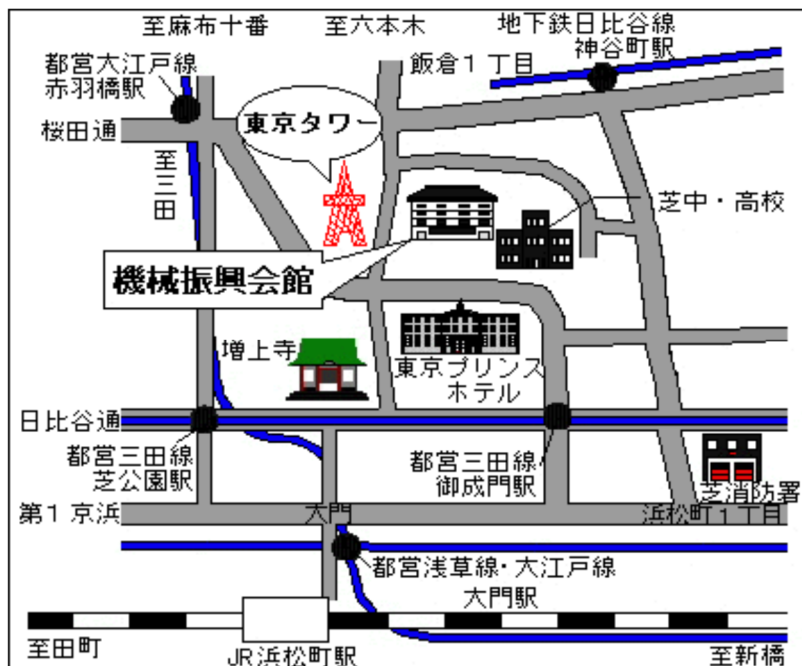 至麻布十番
至六本木
地下鉄日比谷線
神谷町駅
都営大江戸線
赤羽橋駅
飯倉1丁目
東京タワー
桜田通
至三田
芝中・高校
機械振興会館
増上寺
東京プリンス
ホテル
日比谷通
都営三田線
芝公園駅
都営三田線
御成門駅
芝消防署
第1京浜
大門
浜松町1丁目
都営浅草線・大江戸線
大門駅
至田町
JR浜松町駅
至新橋